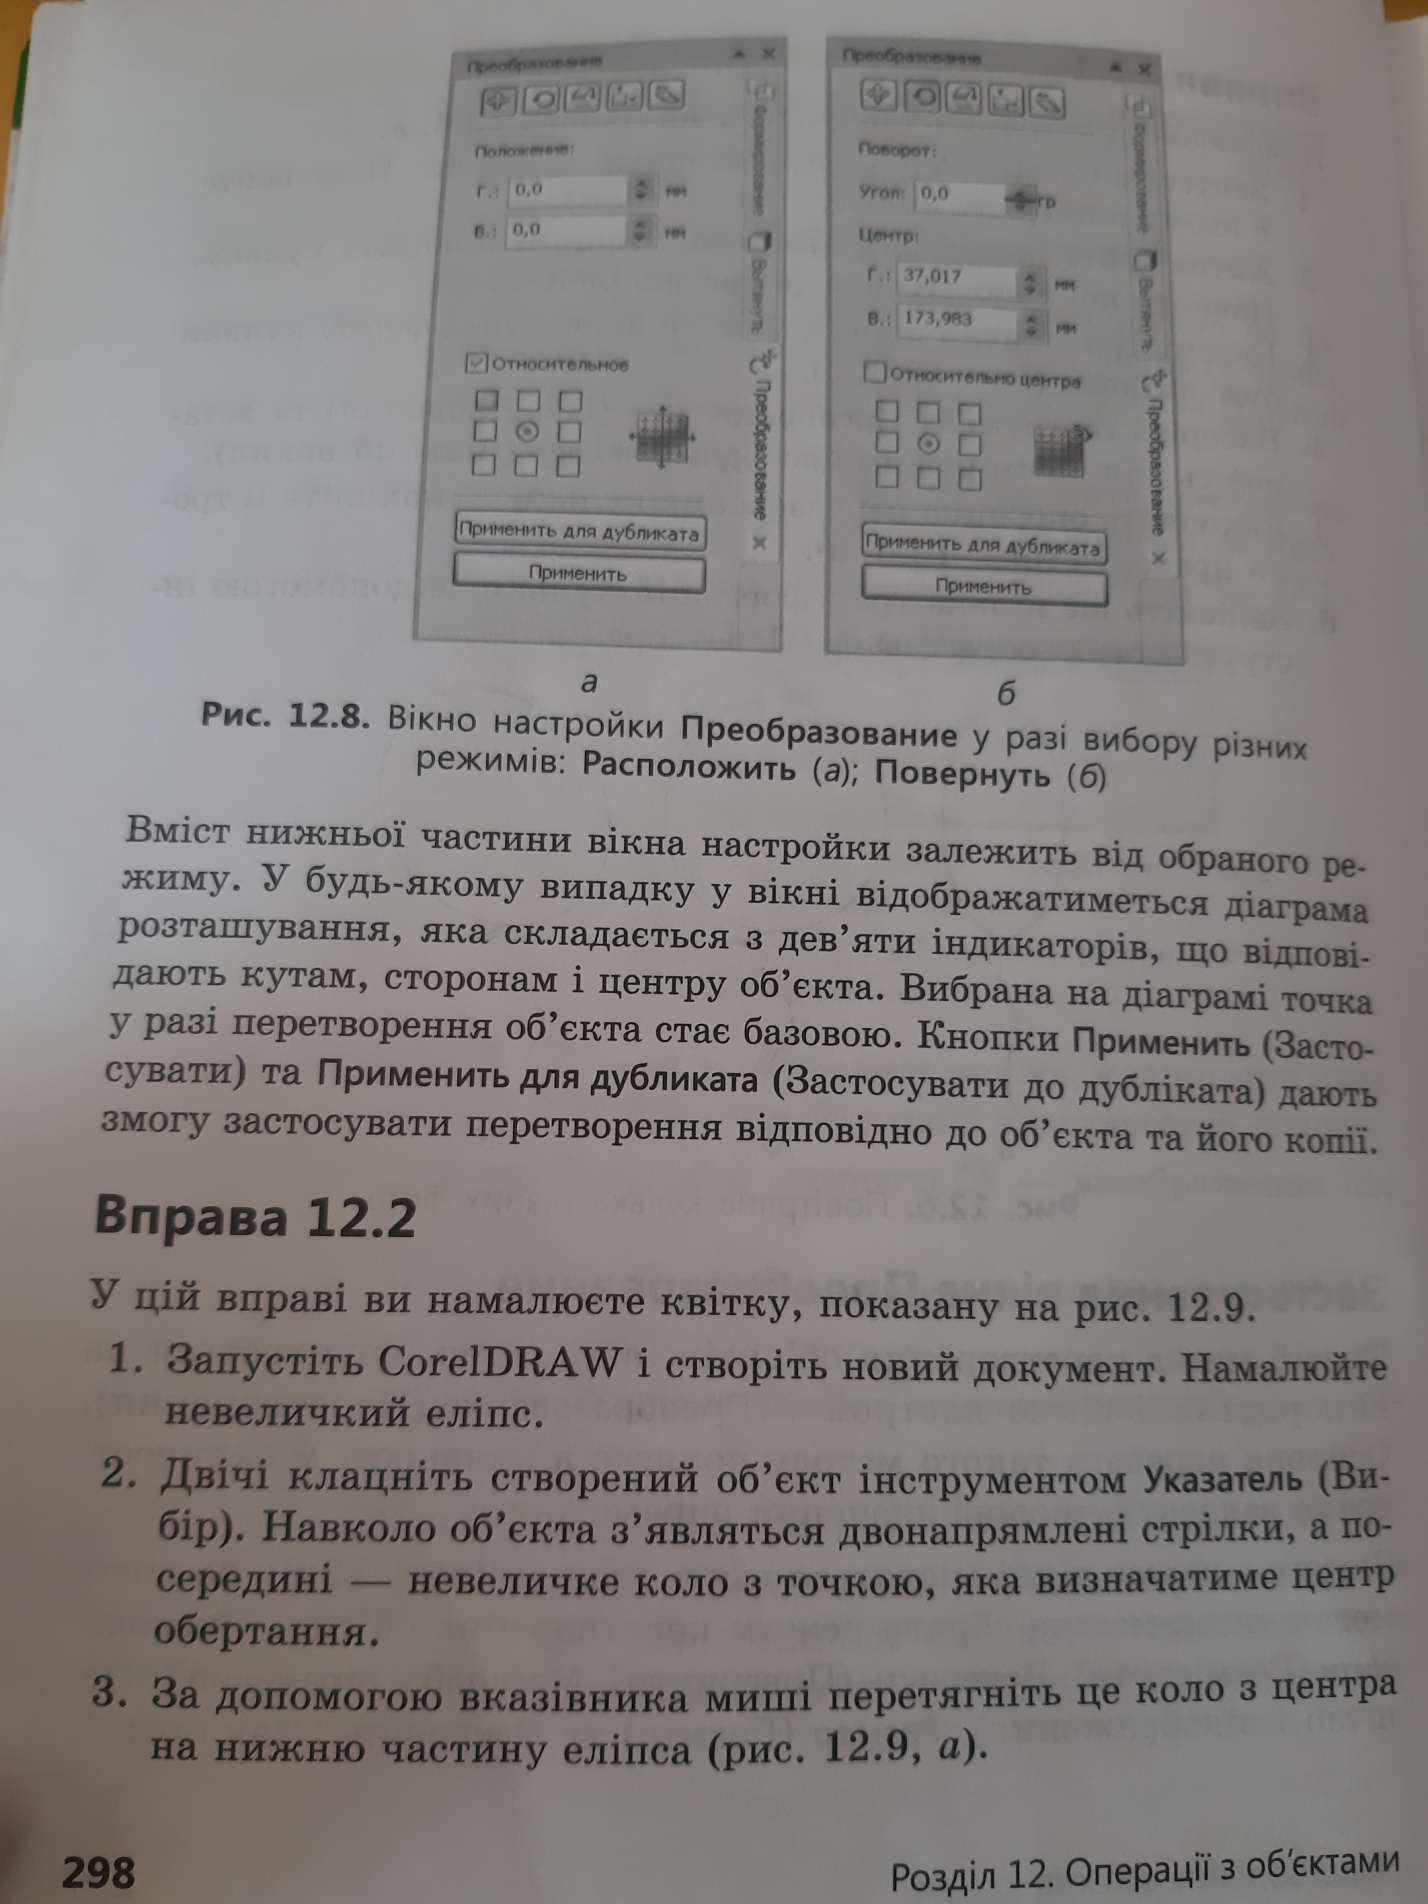 Преобразование
Положение:
Г.: 0,0 мм
В.: 0,0 мм
Относительное
Применить для дубликата
Применить
Формирование
Вытянуть
Преобразование
Преобразование
Поворот:
Угол: 0,0 гр
Центр:
Г.: 37,017 мм
В.: 173,983 мм
Относительно центра
Применить для дубликата
Применить
Формирование
Вытянуть
Преобразование
а
б
Рис. 12.8. Вікно настройки Преобразование у разі вибору різних
режимів: Расположить (а); Повернуть (б)
Вміст нижньої частини вікна настройки залежить від обраного ре-
жиму. У будь-якому випадку у вікні відображатиметься діаграма
розташування, яка складається з дев’яти індикаторів, що відпові-
дають кутам, сторонам і центру об’єкта. Вибрана на діаграмі точка
у разі перетворення об’єкта стає базовою. Кнопки Применить (Засто-
сувати) та Применить для дубликата (Застосувати до дубліката) дають
змогу застосувати перетворення відповідно до об’єкта та його копії.
Вправа 12.2
У цій вправі ви намалюєте квітку, показану на рис. 12.9.
1. Запустіть CorelDRAW і створіть новий документ. Намалюйте
невеличкий еліпс.
2. Двічі клацніть створений об’єкт інструментом Указатель (Ви-
бір). Навколо об’єкта з’являться двонапрямлені стрілки, а по-
середині — невеличке коло з точкою, яка визначатиме центр
обертання.
3. За допомогою вказівника миші перетягніть це коло з центра
на нижню частину еліпса (рис. 12.9, а).
298
Розділ 12. Операції з об’єктами